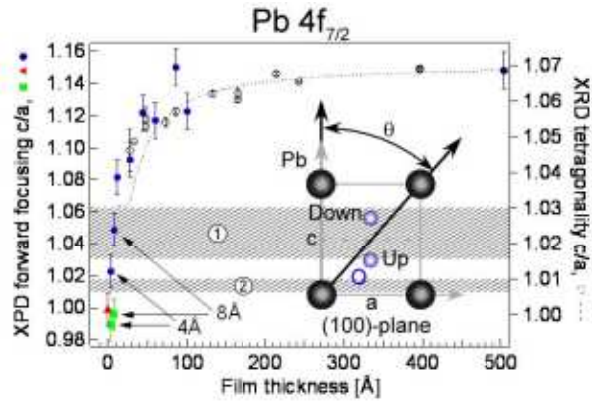 Pb 4f7/2
XPD forward focusing c/a,
1.16
1.14
1.12
1.10
1.08
1.06
1.04
1.02
1.00
0.98
XRD tetragonality c/a,
1.07
1.06
1.05
1.04
1.03
1.02
1.01
1.00
θ
Pb
Down
c
Up
a
(100)-plane
1
2
8Å
4Å
0
100
200
300
400
500
Film thickness [Å]